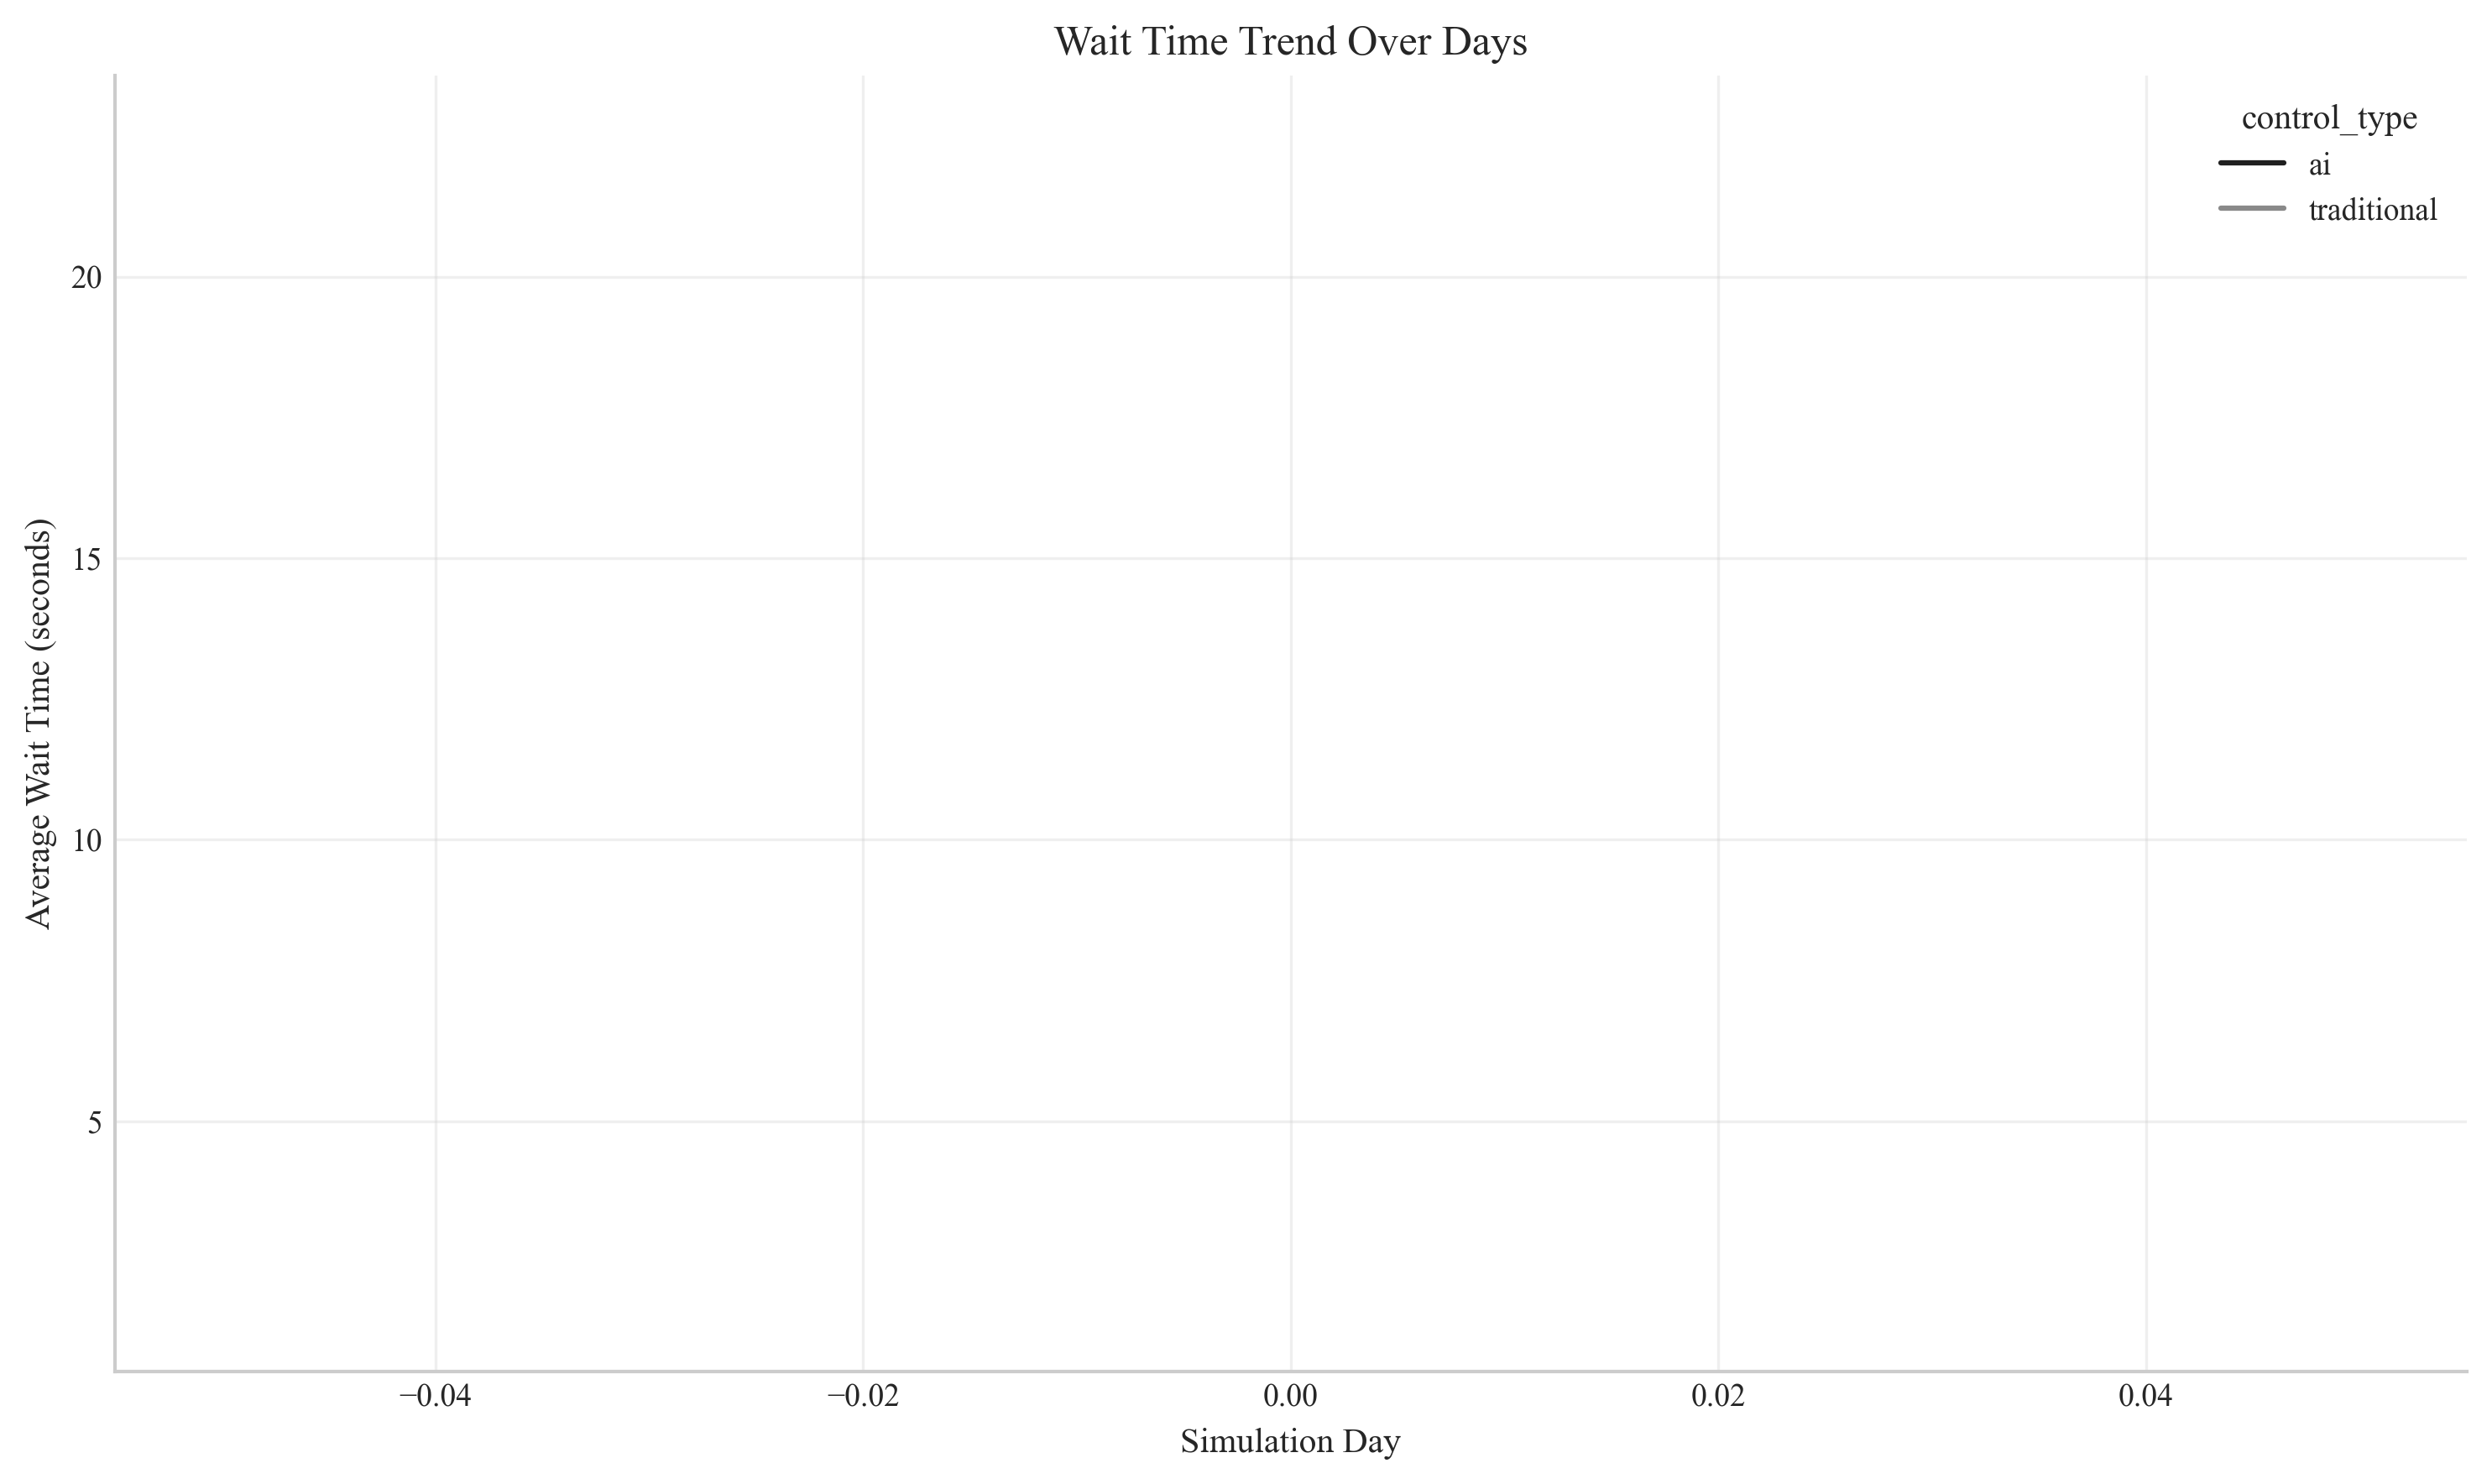 Wait Time Trend Over Days
control_type
ai
traditional
20
15
10
5
Average Wait Time (seconds)
−0.04
−0.02
0.00
0.02
0.04
Simulation Day